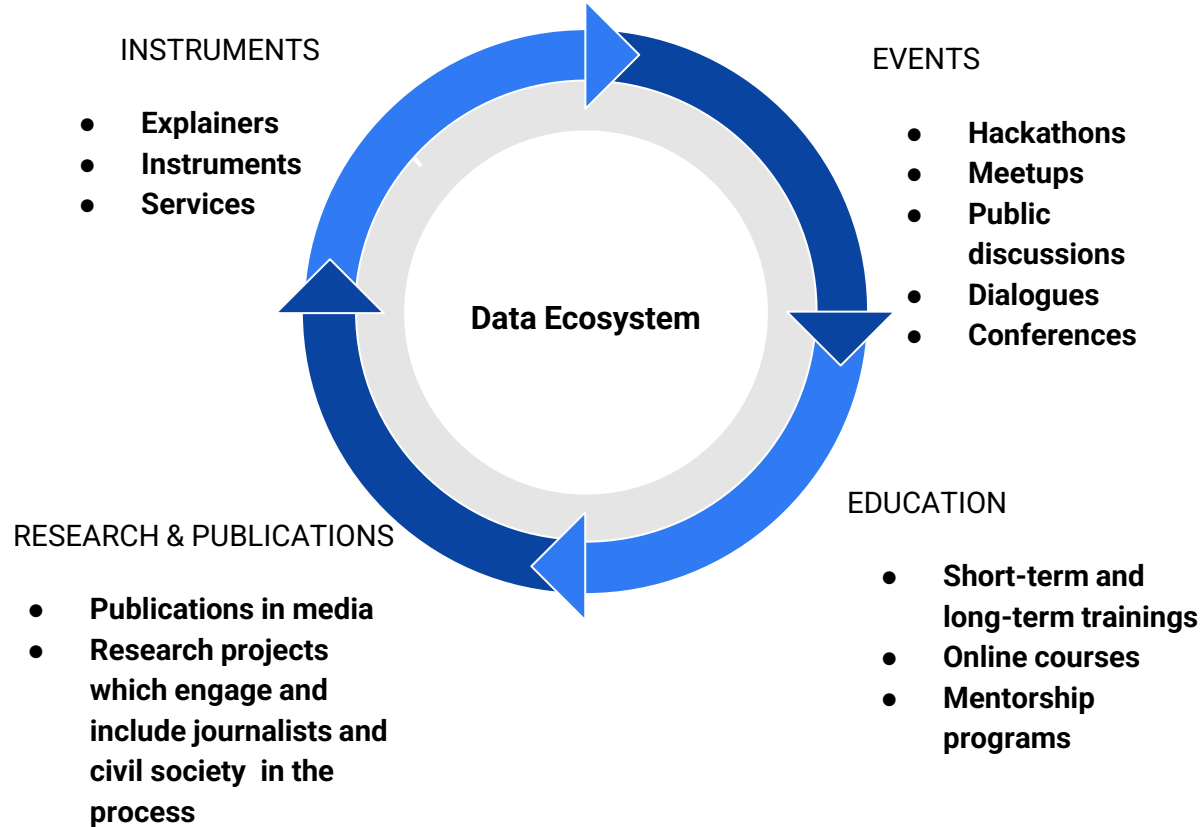 INSTRUMENTS
● Explainers
● Instruments
● Services
EVENTS
● Hackathons
● Meetups
● Public
discussions
● Dialogues
● Conferences
Data Ecosystem
RESEARCH & PUBLICATIONS
● Publications in media
● Research projects
which engage and
include journalists and
civil society  in the
process
EDUCATION
● Short-term and
long-term trainings
● Online courses
● Mentorship
programs